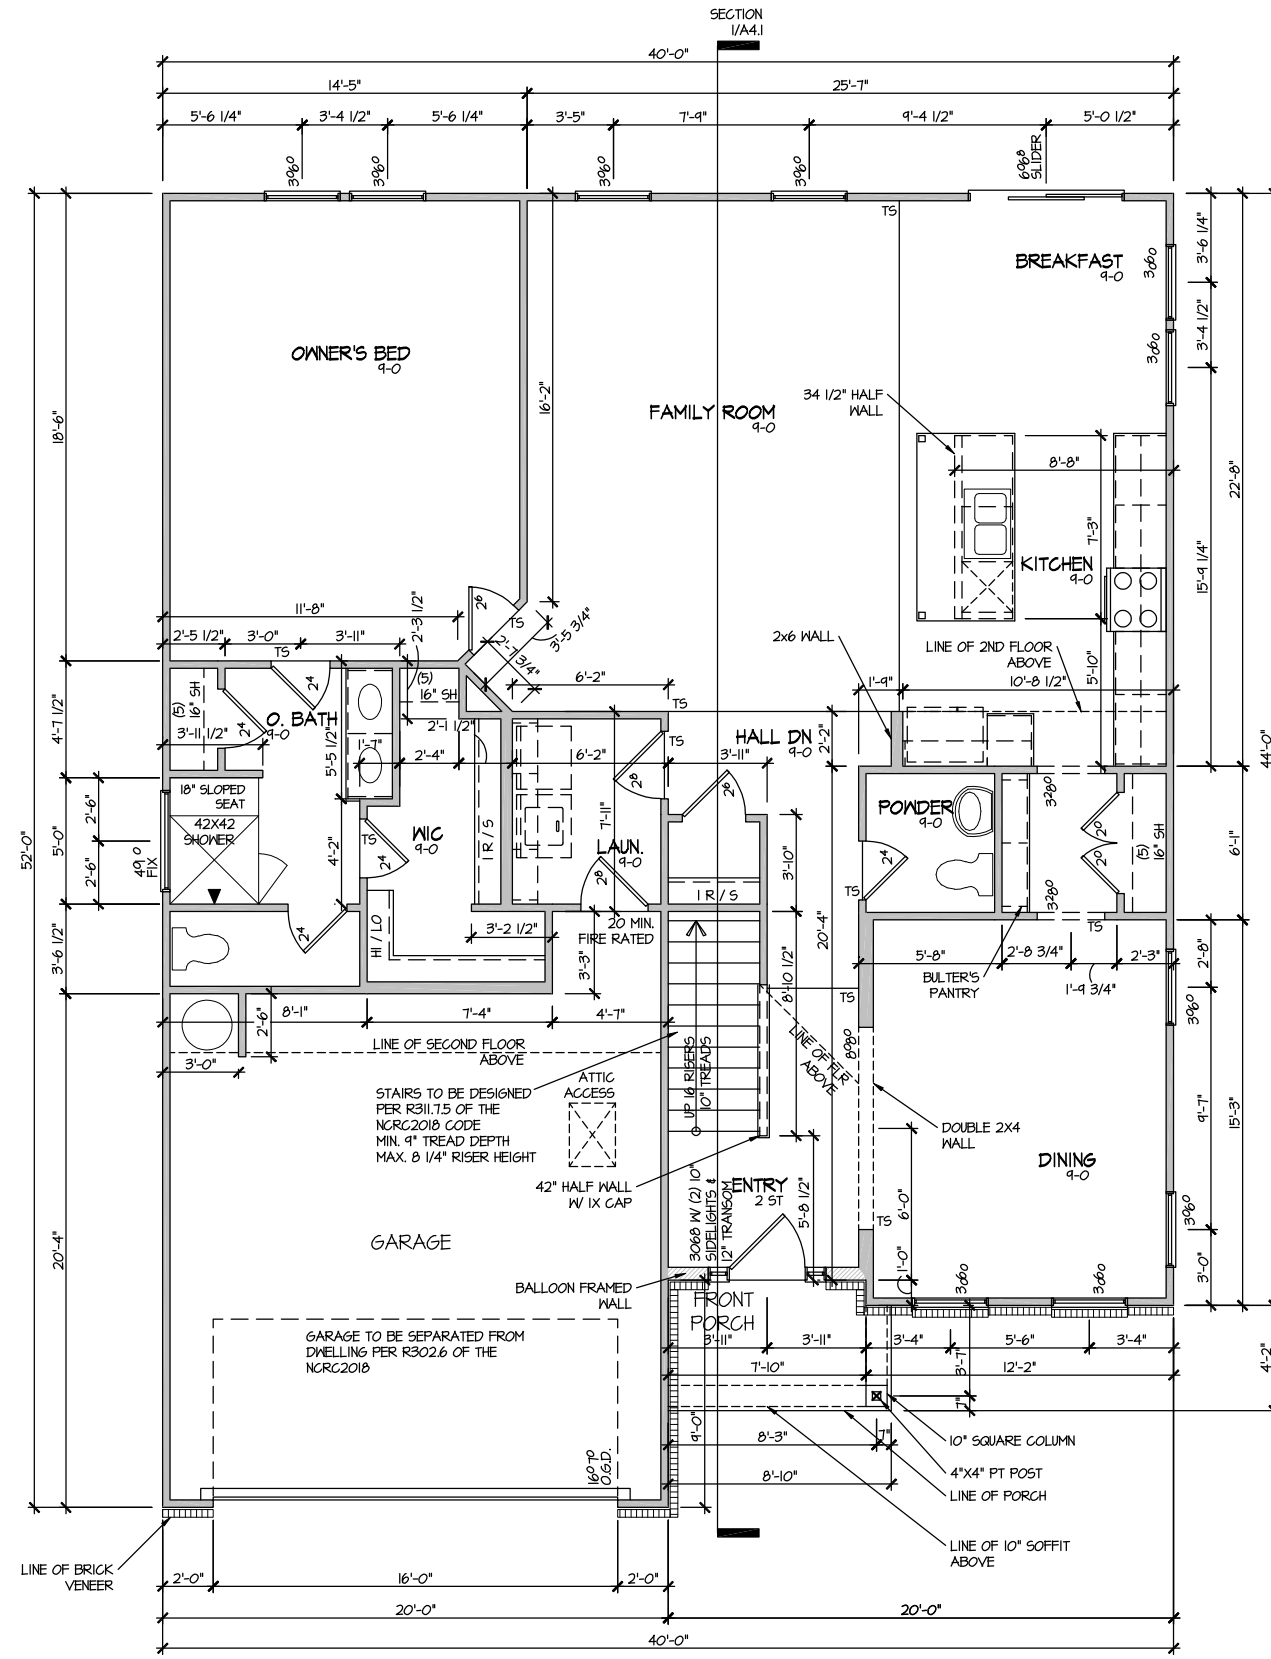 SECTION
1/A4.1
40'-0"
14'-5"
25'-7"
5'-6 1/4"
3'-4 1/2"
5'-6 1/4"
3'-5"
7'-9"
9'-4 1/2"
5'-0 1/2"
3060
3060
3060
3060
6068
SLIDER
TS
BREAKFAST
9-0
3060
3'-6 1/4"
3'-4 1/2"
3060
OWNER'S BED
9-0
16'-2"
FAMILY ROOM
9-0
34 1/2" HALF
WALL
18'-6"
8'-8"
22'-8"
7'-3"
KITCHEN
9-0
15'-9 1/4"
11'-8"
2'-3 1/2"
26
TS
3'-5 3/4"
2'-7 3/4"
2'-5 1/2"
3'-0"
3'-11"
TS
2x6 WALL
LINE OF 2ND FLOOR
ABOVE
5'-10"
24
(5)
16" SH
(5)
16" SH
6'-2"
1'-9"
10'-8 1/2"
4'-7 1/2"
O. BATH
9-0
24
3'-11 1/2"
5'-5 1/2"
1'-7"
2'-4"
2'-1 1/2"
6'-2"
TS
TS
HALL DN
9-0
2'-2"
3'-11"
44'-0"
28
26
18" SLOPED
SEAT
42X42
SHOWER
2'-6"
5'-0"
2'-6"
4010
FIX
52'-0"
4'-2"
TS
24
WIC
9-0
1 R / S
7'-11"
LAUN.
9-0
28
3'-10"
1 R / S
POWDER
9-0
24
TS
3280
3280
20
20
(5)
16" SH
6'-1"
24
HI / LO
3'-2 1/2"
20 MIN.
FIRE RATED
3'-3"
3'-6 1/2"
20'-4"
8'-10 1/2"
TS
5'-8"
2'-8 3/4"
2'-3"
1'-9 3/4"
TS
2'-8"
BULTER'S
PANTRY
3060
8'-1"
7'-4"
4'-7"
2'-6"
3'-0"
LINE OF SECOND FLOOR
ABOVE
ATTIC
ACCESS
STAIRS TO BE DESIGNED
PER R311.7.5 OF THE
NCRC2018 CODE
MIN. 9" TREAD DEPTH
MAX. 8 1/4" RISER HEIGHT
UP 16 RISERS
10" TREADS
LINE OF FLR
ABOVE
8080
DOUBLE 2X4
WALL
9'-7"
15'-3"
DINING
9-0
42" HALF WALL
W/ 1X CAP
ENTRY
2 ST
3068 W/ (2) 10"
SIDELIGHTS &
12" TRANSOM
5'-8 1/2"
6'-0"
TS
3060
20'-4"
GARAGE
BALLOON FRAMED
WALL
1'-0"
3060
3060
3'-0"
FRONT
PORCH
GARAGE TO BE SEPARATED FROM
DWELLING PER R302.6 OF THE
NCRC2018
3'-11"
3'-11"
3'-4"
5'-6"
3'-4"
7'-10"
3'-7"
12'-2"
4'-2"
7"
9'-0"
8'-3"
7"
8'-10"
10" SQUARE COLUMN
4"X4" PT POST
LINE OF PORCH
16070
O.G.D.
LINE OF 10" SOFFIT
ABOVE
LINE OF BRICK
VENEER
2'-0"
16'-0"
2'-0"
20'-0"
20'-0"
40'-0"